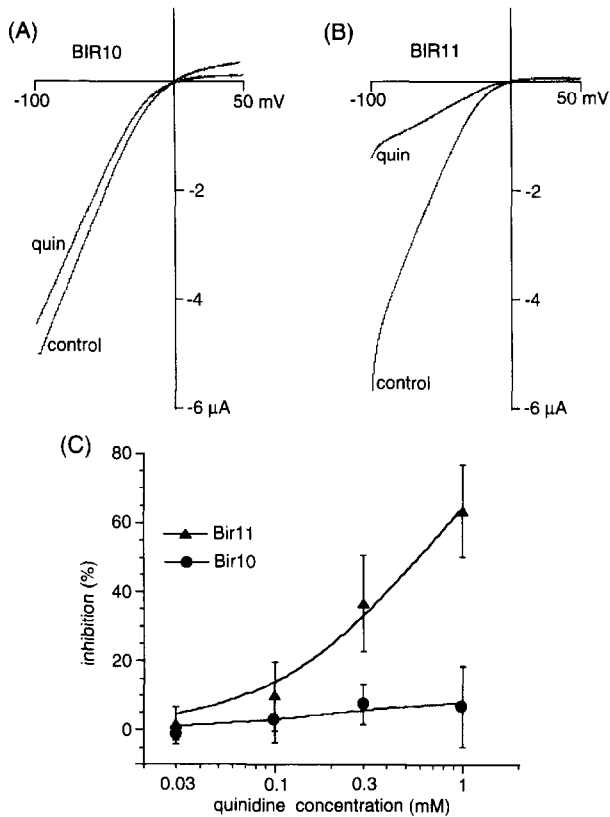 (A)
BIR10
-100
50 mV
-2
quin
-4
control
-6 µA
(B)
BIR11
-100
50 mV
quin
-2
-4
control
-6 µA
(C)
80
60
40
20
0
inhibition (%)
Bir11
Bir10
0.03
0.1
0.3
1
quinidine concentration (mM)